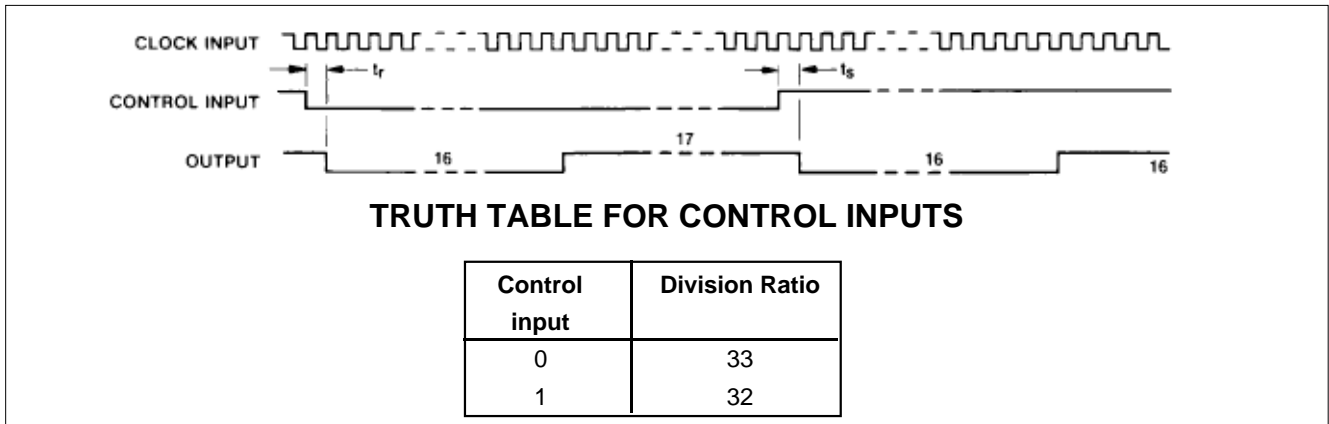 CLOCK INPUT
tr
ts
CONTROL INPUT
17
OUTPUT 16 16 16
TRUTH TABLE FOR CONTROL INPUTS
Control input Division Ratio
0 33
1 32